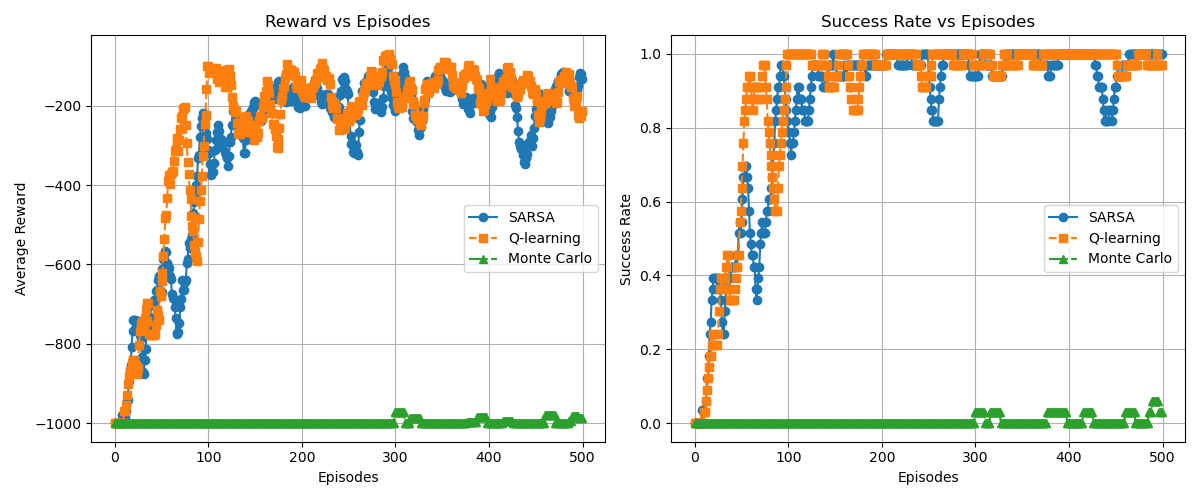 Reward vs Episodes
Average Reward
−200
−400
−600
−800
−1000
0 100 200 300 400 500
Episodes
SARSA
Q-learning
Monte Carlo
Success Rate vs Episodes
Success Rate
1.0
0.8
0.6
0.4
0.2
0.0
0 100 200 300 400 500
Episodes
SARSA
Q-learning
Monte Carlo